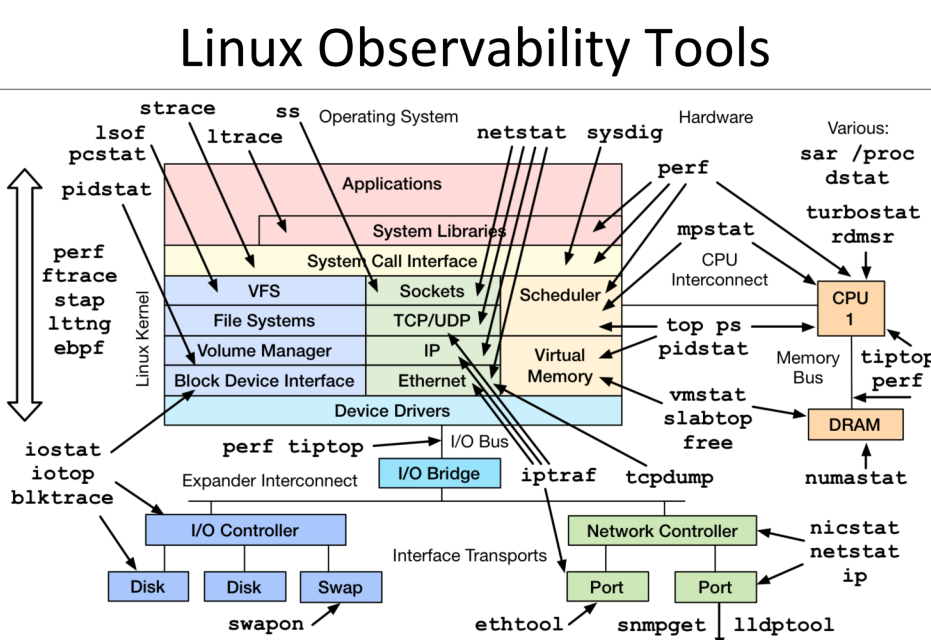 Linux Observability Tools
strace
ss
Operating System
netstat
sysdig
Hardware
Various:
sar /proc
dstat
lsof
pcstat
ltrace
pidstat
Applications
perf
System Libraries
turbostat
rdmsr
mpstat
System Call Interface
CPU
Interconnect
perf
ftrace
stap
lttng
ebpf
Linux Kernel
VFS
Sockets
Scheduler
File Systems
TCP/UDP
Volume Manager
IP
Virtual
Memory
Block Device Interface
Ethernet
Device Drivers
CPU
1
top ps
pidstat
Memory
Bus
tiptop
perf
vmstat
slabtop
free
DRAM
numastat
iostat
iotop
blktrace
perf tiptop
I/O Bus
I/O Bridge
iptraf
tcpdump
Expander Interconnect
I/O Controller
Network Controller
nicstat
netstat
ip
Interface Transports
Disk
Disk
Swap
Port
Port
swapon
ethtool
snmpget
lldptool